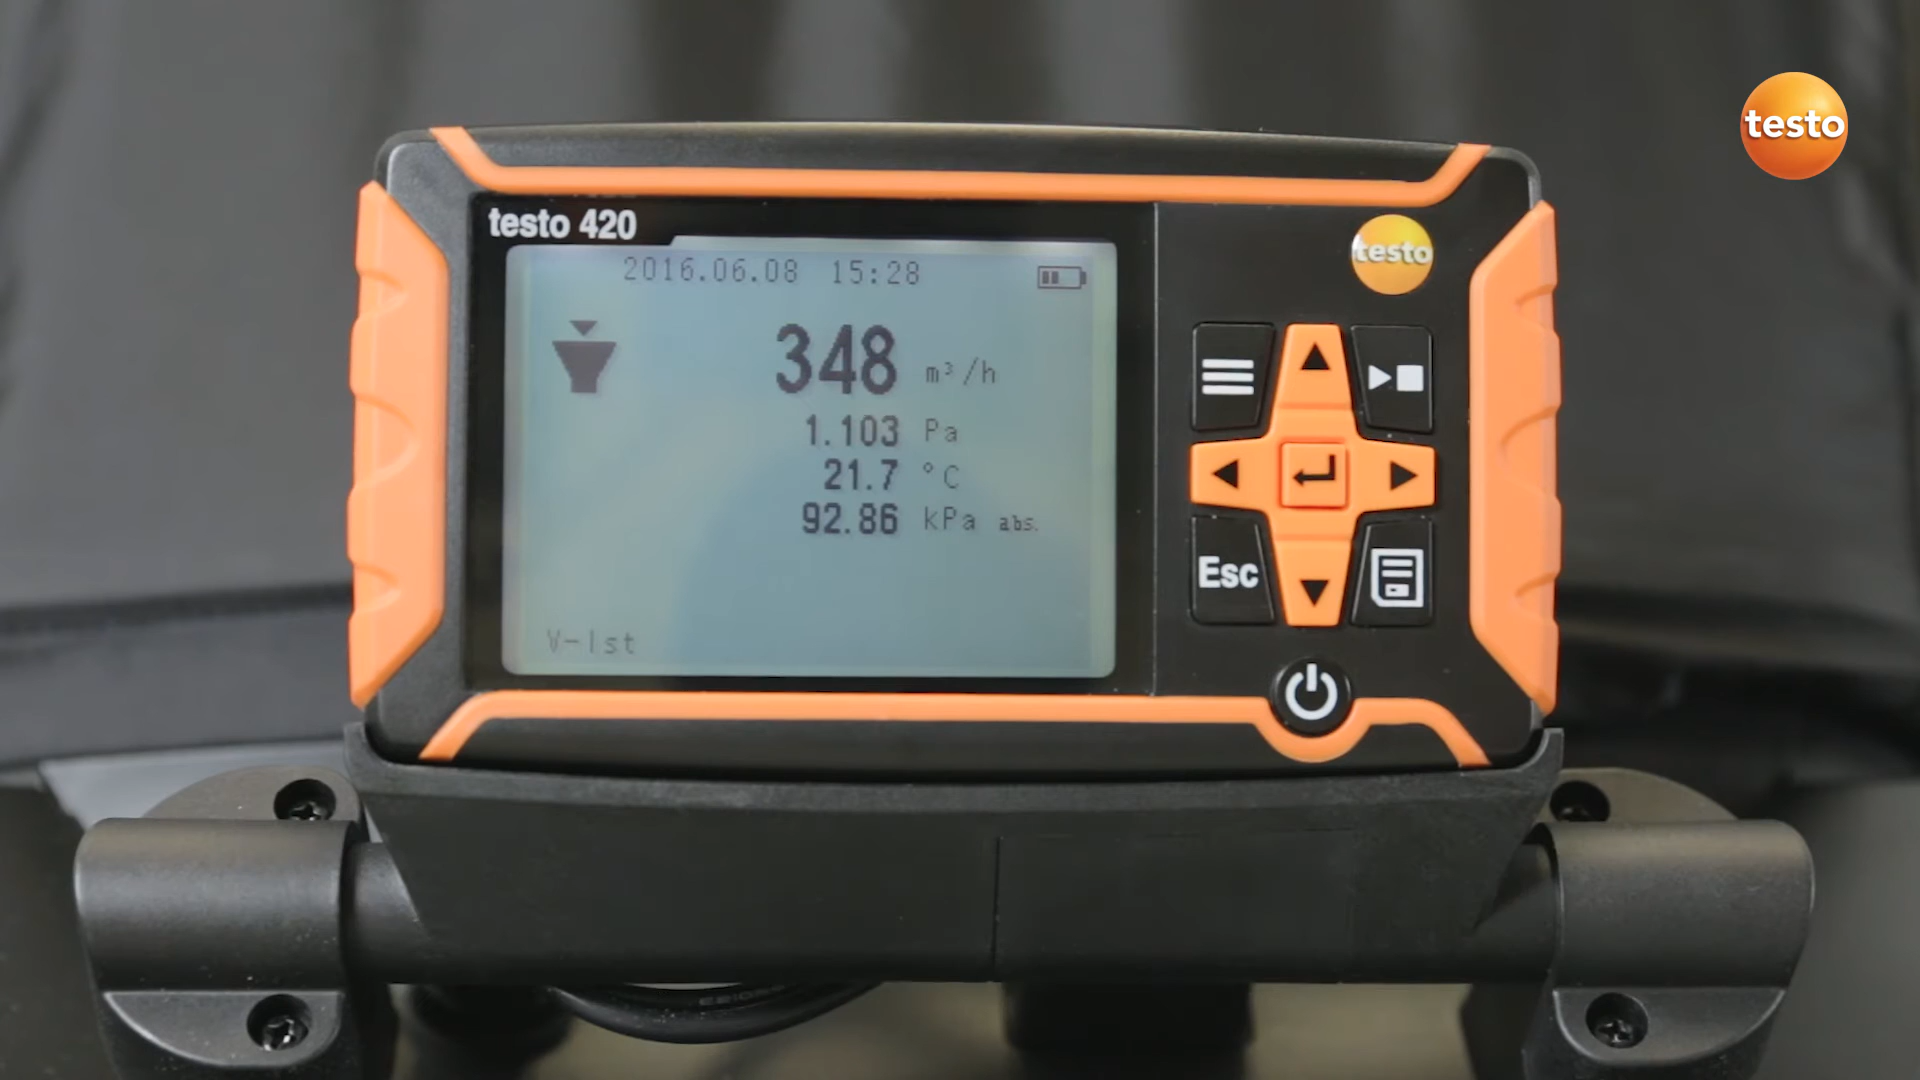 testo
testo 420
testo
2016.06.08 15:28
348 m³/h
1.103 Pa
21.7 °C
92.86 kPa abs.
V-Ist
Esc